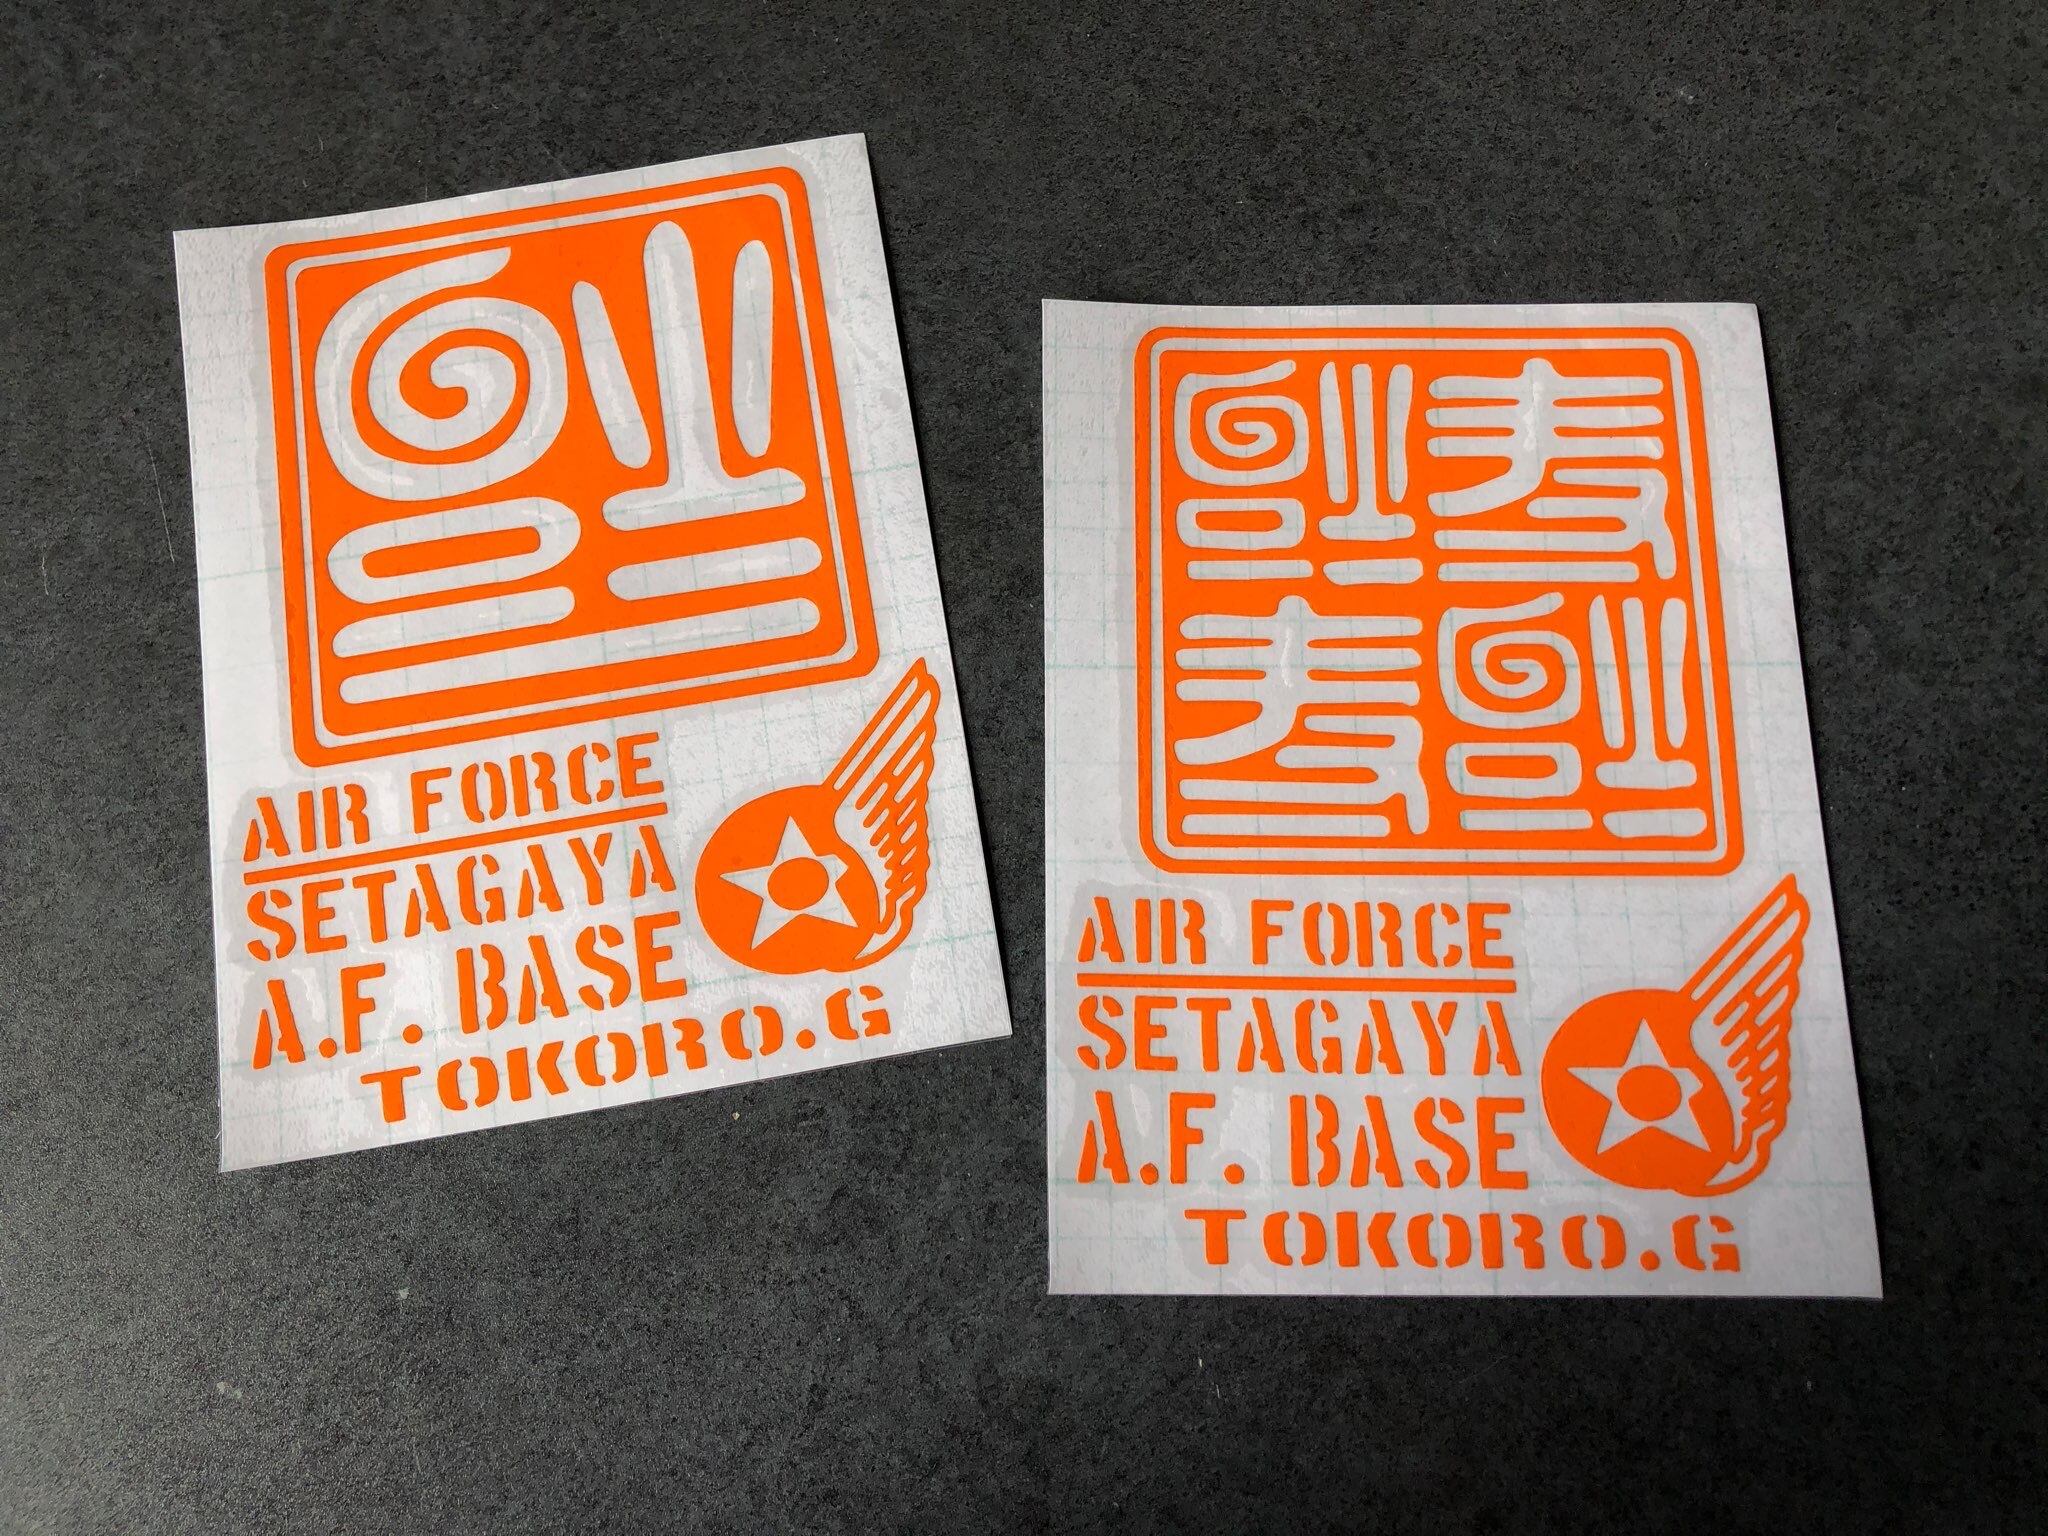 AIR FORCE
SETAGAYA
A.F. BASE
TOKORO.G
AIR FORCE
SETAGAYA
A.F. BASE
TOKORO.G